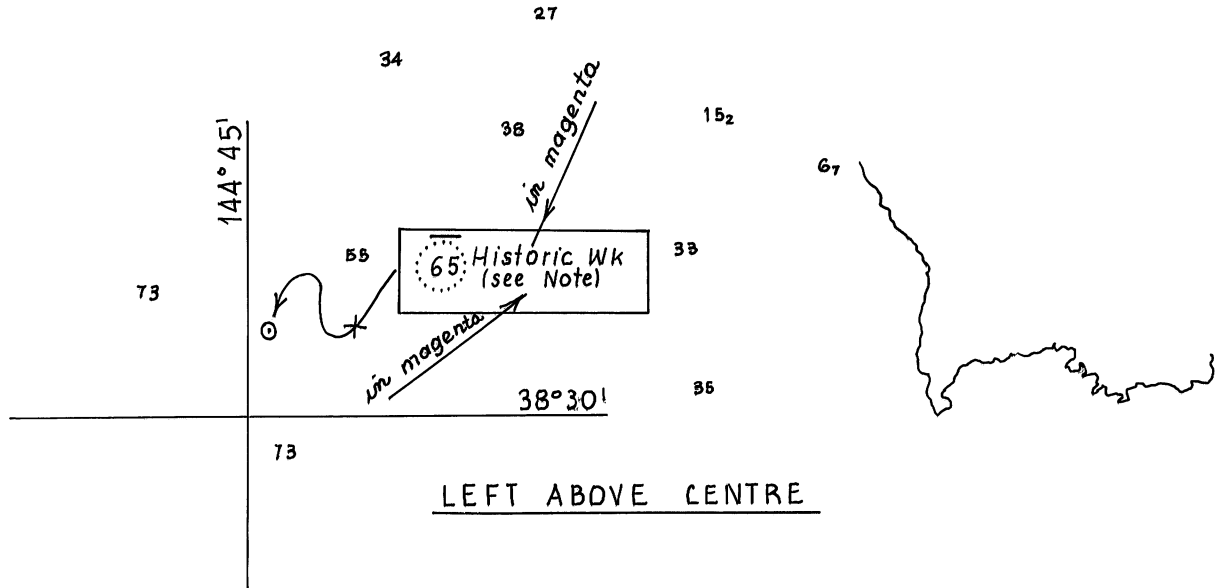 27
34
in magenta
38
15₂
144° 45'
6₇
55
65 Historic Wk
(see Note)
33
73
in magenta
35
38°30'
73
LEFT ABOVE CENTRE